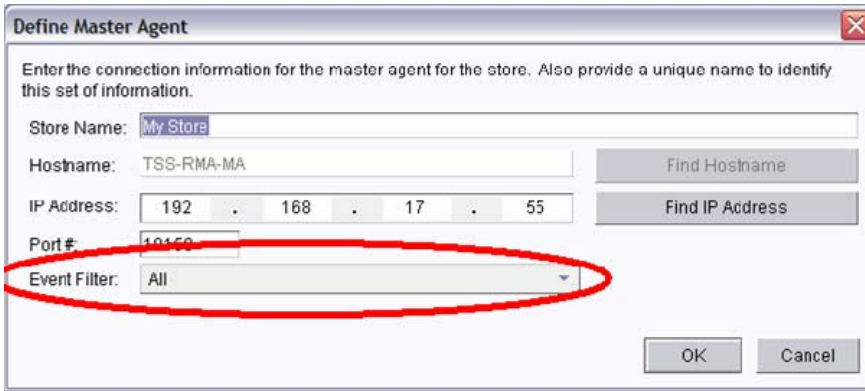 Define Master Agent
Enter the connection information for the master agent for the store. Also provide a unique name to identify
this set of information.
Store Name: My Store
Hostname: TSS-RMA-MA Find Hostname
IP Address: 192 . 168 . 17 . 55 Find IP Address
Port #:
Event Filter: All
OK Cancel